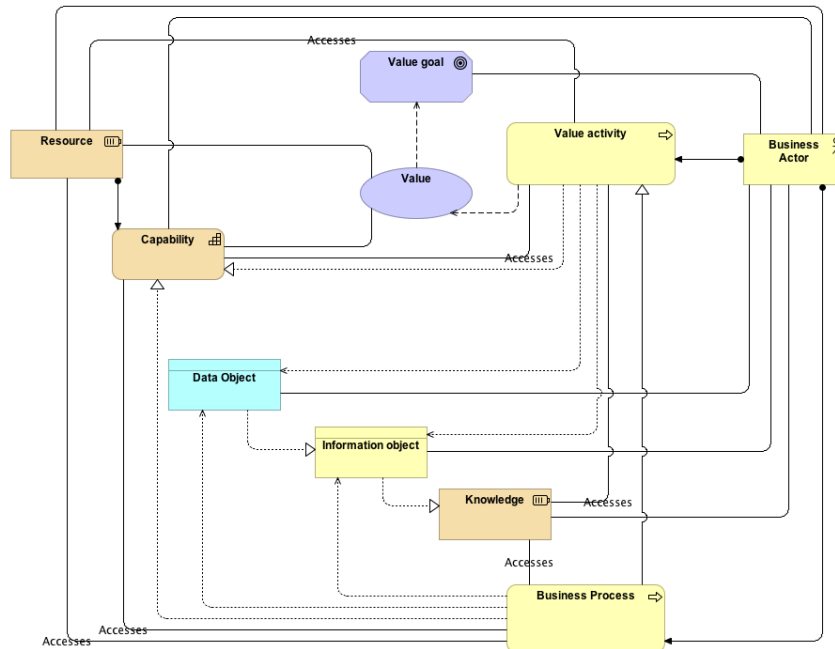 Accesses
Value goal
Resource
Value activity
Business
Actor
Value
Capability
Accesses
Data Object
Information object
Knowledge
Accesses
Accesses
Business Process
Accesses
Accesses